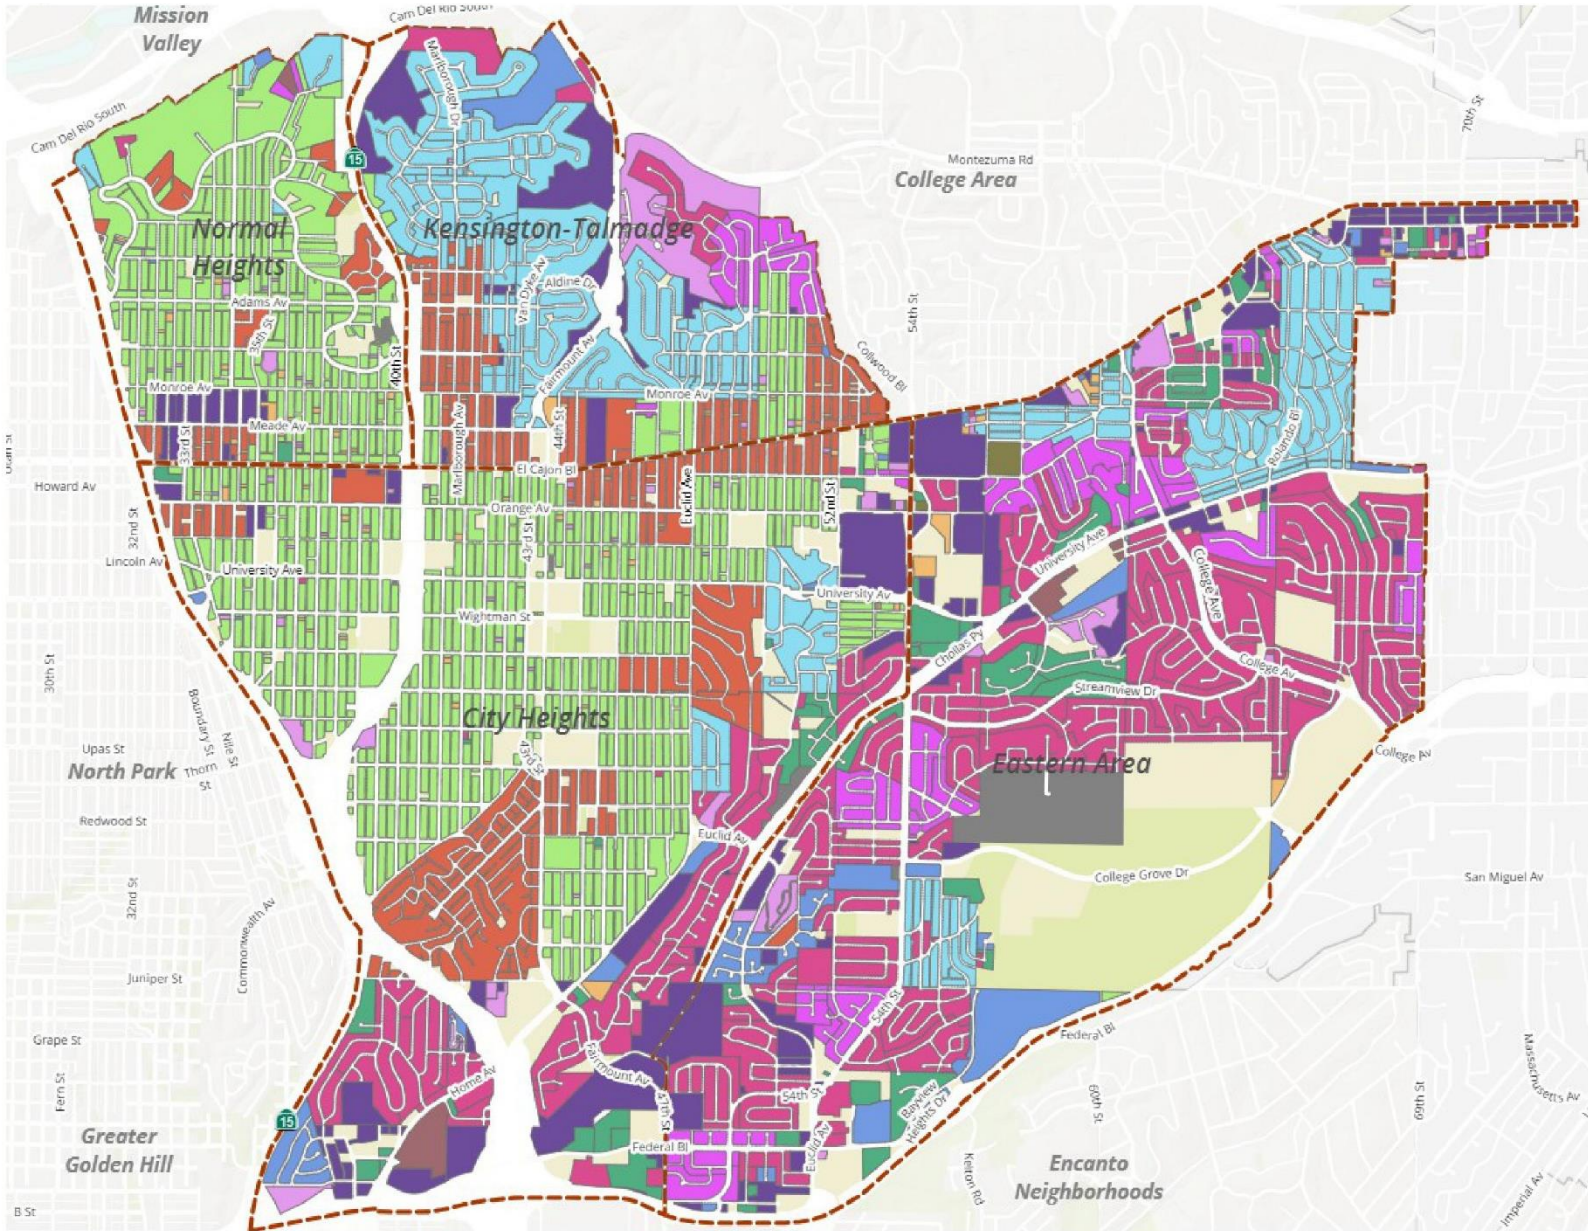 Mission
Valley
Cam Del Rio South
Marlborough Dr
Cam Del Rio South
70th St
15
Montezuma Rd
College Area
Normal
Heights
Kensington-Talmadge
Van Dyke Av
Aldine Dr
Adams Av
35th St
54th St
Fairmount Av
Collwood Bl
40th St
Monroe Av
Monroe Av
Meade Av
33rd St
Marlborough Av
44th St
Rolando Bl
El Cajon Bl
Howard Av
Orange Av
Euclid Ave
52nd St
32nd St
43rd St
Lincoln Av
University Ave
University Ave
University Av
College Ave
Wightman St
Chollas Py
College Av
30th St
Streamview Dr
Boundary St
Nile St
City Heights
Upas St
North Park
Thorn
St
43rd St
Eastern Area
College Av
Redwood St
Euclid Av
College Grove Dr
San Miguel Av
32nd St
Commonwealth Av
Juniper St
54th St
Grape St
Federal Bl
Massachusetts Av
Fern St
Home Av
Fairmount Av
47th St
54th St
Bayview
Heights Dr
60th St
69th St
15
Greater
Golden Hill
Federal Bl
Euclid Av
Kelton Rd
Encanto
Neighborhoods
Imperial Av
B St